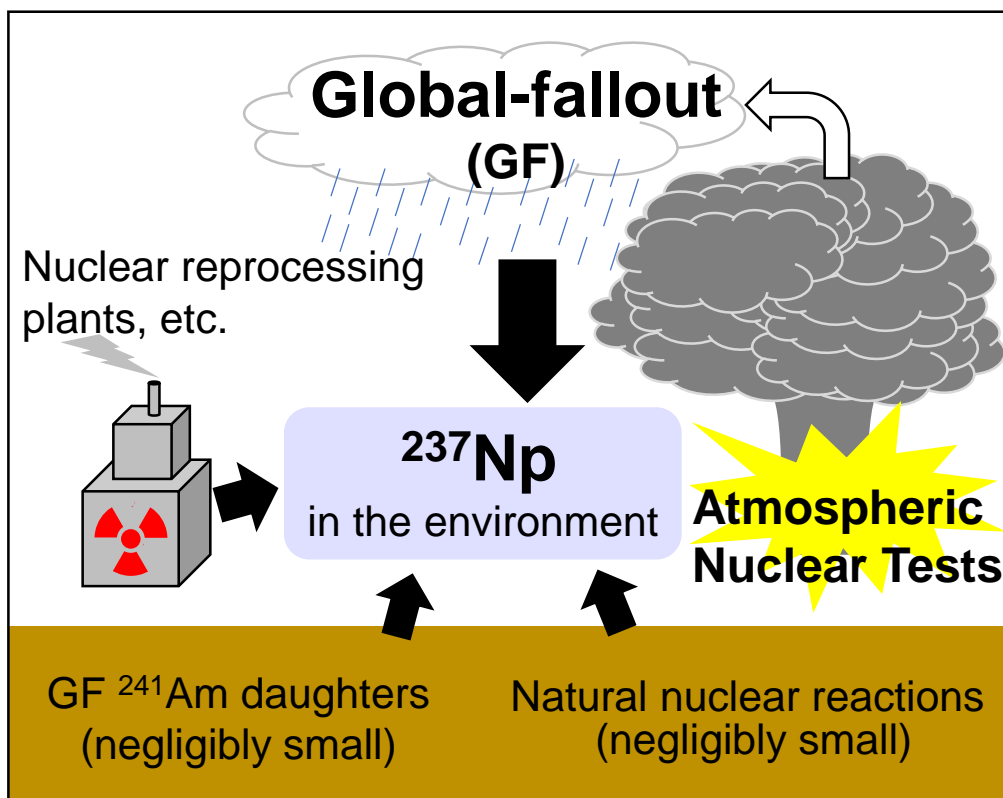 Global-fallout
(GF)
Nuclear reprocessing
plants, etc.
²³⁷Np
in the environment
Atmospheric
Nuclear Tests
GF ²⁴¹Am daughters
(negligibly small)
Natural nuclear reactions
(negligibly small)